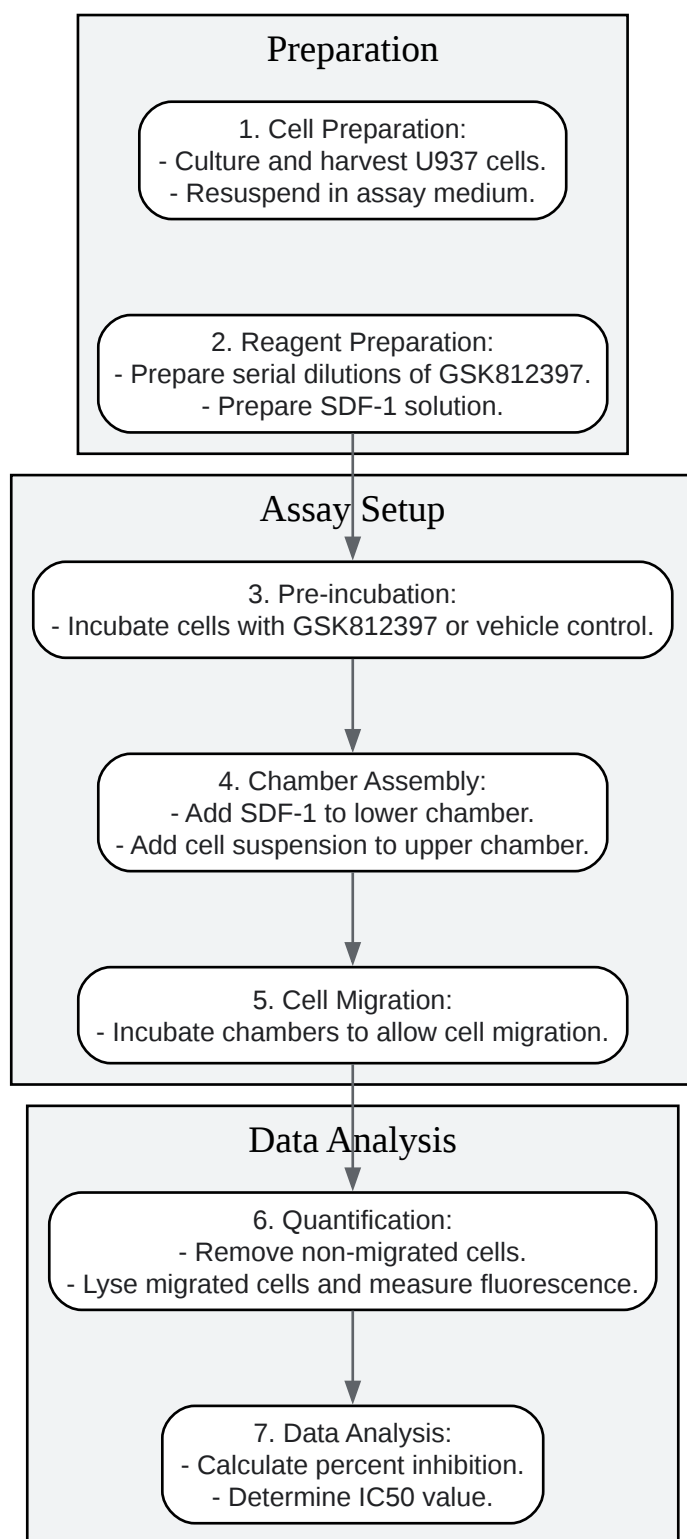 Preparation
1. Cell Preparation:
- Culture and harvest U937 cells.
- Resuspend in assay medium.
2. Reagent Preparation:
- Prepare serial dilutions of GSK812397.
- Prepare SDF-1 solution.
Assay Setup
3. Pre-incubation:
- Incubate cells with GSK812397 or vehicle control.
4. Chamber Assembly:
- Add SDF-1 to lower chamber.
- Add cell suspension to upper chamber.
5. Cell Migration:
- Incubate chambers to allow cell migration.
Data Analysis
6. Quantification:
- Remove non-migrated cells.
- Lyse migrated cells and measure fluorescence.
7. Data Analysis:
- Calculate percent inhibition.
- Determine IC50 value.